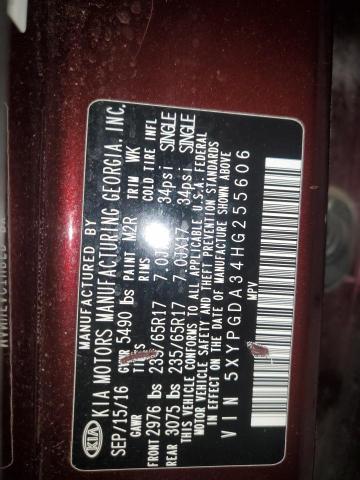 MANUFACTURED BY
KIA MOTORS MANUFACTURING GEORGIA, INC.
SEP/15/16 GVWR 5490 lbs PAINT M2R TRIM WK
GAWR TIRES RIMS COLD TIRE INFL
FRONT 2976 lbs 235/65R17 7.0JX17 34psi SINGLE
REAR 3075 lbs 235/65R17 7.0JX17 34psi SINGLE
THIS VEHICLE CONFORMS TO ALL APPLICABLE U.S.A. FEDERAL
MOTOR VEHICLE SAFETY AND THEFT PREVENTION STANDARDS
IN EFFECT ON THE DATE OF MANUFACTURE SHOWN ABOVE
VIN 5XYPGDA34HG255606
MPV
KIA